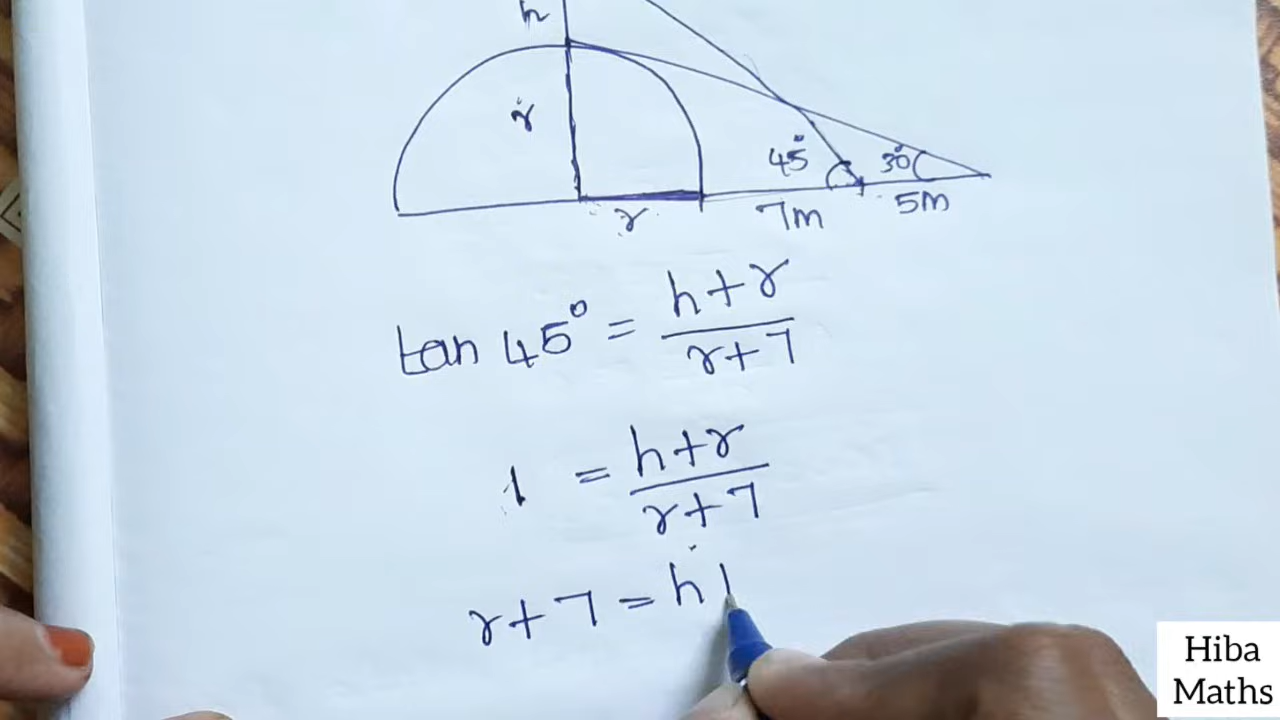 h
r
45° 30°
r 7m 5m
tan 45° = h+r / r+7
1 = h+r / r+7
r+7 = h
Hiba
Maths